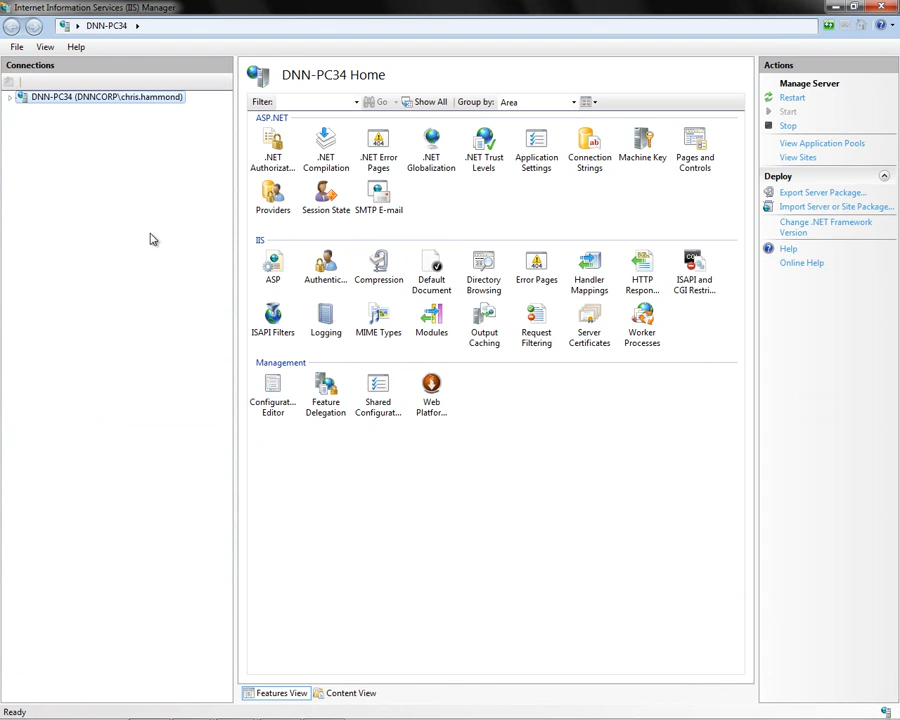 Internet Information Services (IIS) Manager
DNN-PC34
File View Help
Connections
DNN-PC34 (DNNCORP\chris.hammond)
DNN-PC34 Home
Filter: Go Show All Group by: Area
ASP.NET
.NET Authorizat...
.NET Compilation
.NET Error Pages
.NET Globalization
.NET Trust Levels
Application Settings
Connection Strings
Machine Key
Pages and Controls
Providers
Session State
SMTP E-mail
IIS
ASP
Authentic...
Compression
Default Document
Directory Browsing
Error Pages
Handler Mappings
HTTP Respon...
ISAPI and CGI Restri...
ISAPI Filters
Logging
MIME Types
Modules
Output Caching
Request Filtering
Server Certificates
Worker Processes
Management
Configurat... Editor
Feature Delegation
Shared Configurat...
Web Platfor...
Features View
Content View
Actions
Manage Server
Restart
Start
Stop
View Application Pools
View Sites
Deploy
Export Server Package...
Import Server or Site Package...
Change .NET Framework
Version
Help
Online Help
Ready